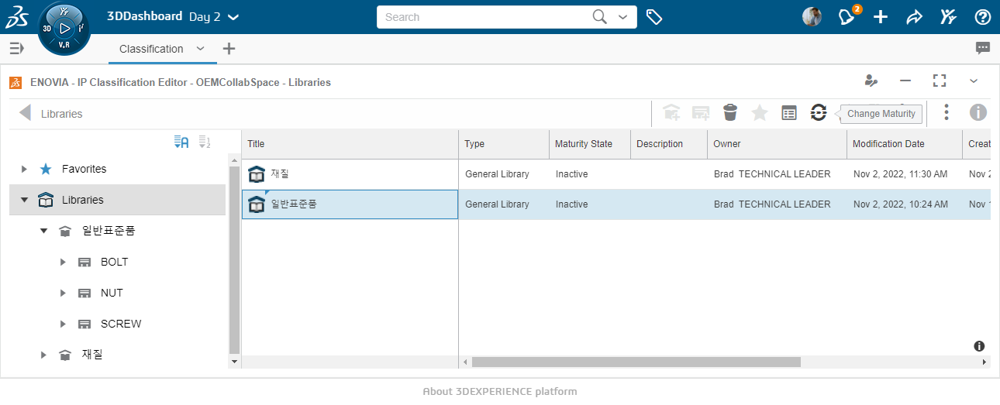 3DDashboard Day 2
Search
2
3D
V.R
Classification
ENOVIA - IP Classification Editor - OEMCollabSpace - Libraries
Libraries
Change Maturity
Favorites
Libraries
일반표준품
BOLT
NUT
SCREW
재질
Title Type Maturity State Description Owner Modification Date Creat
재질 General Library Inactive Brad TECHNICAL LEADER Nov 2, 2022, 11:30 AM Nov 2
일반표준품 General Library Inactive Brad TECHNICAL LEADER Nov 2, 2022, 10:24 AM Nov 1
About 3DEXPERIENCE platform